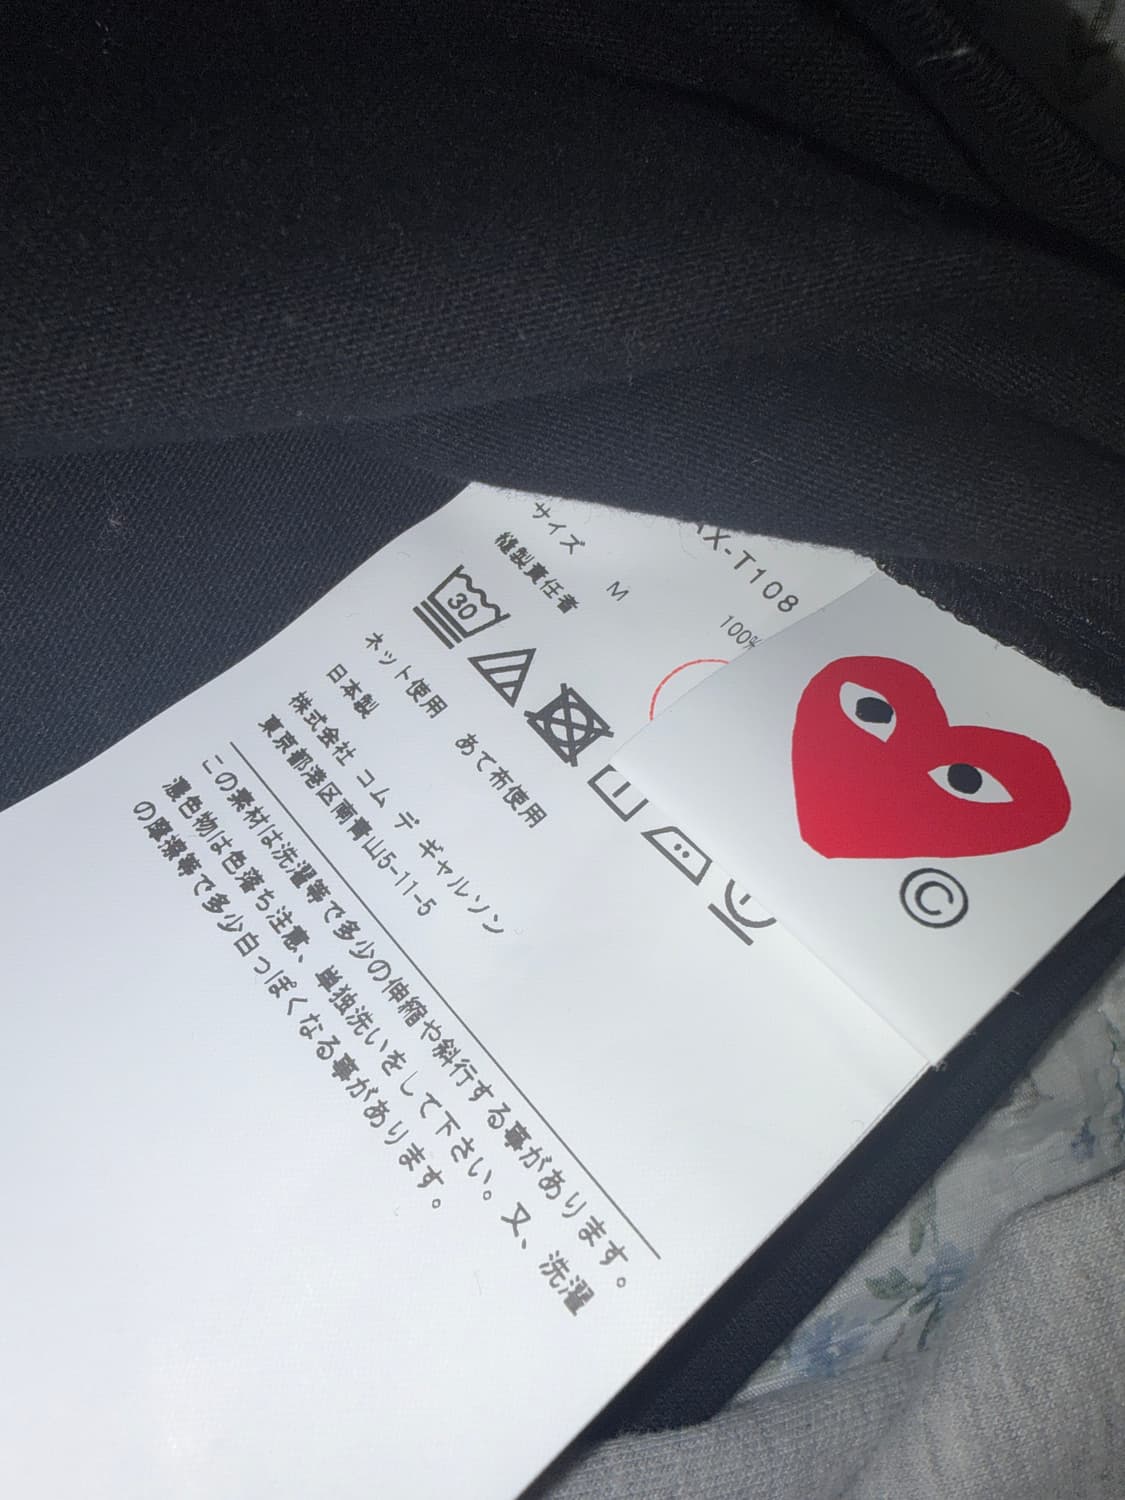 AX-T108
100%
サイズ M
縫製責任者
30
ネット使用 あて布使用
日本製
株式会社 コム デ ギャルソン
東京都港区南青山5-11-5
この素材は洗濯等で多少の伸縮や斜行する事があります。
濃色物は色落ち注意、単独洗いをして下さい。又、洗濯
の摩擦等で多少白っぽくなる事があります。
©